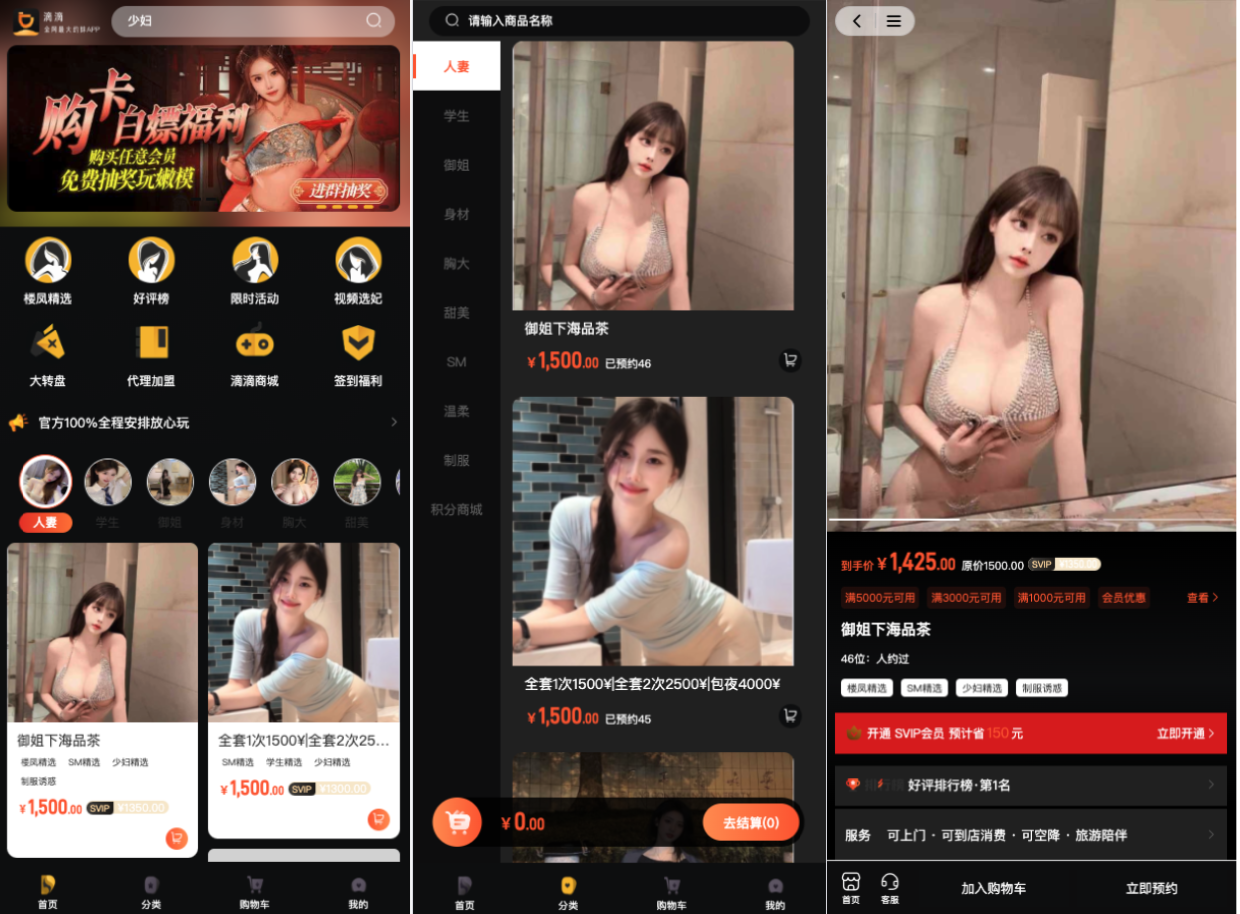 滴滴
全网最大约炮APP
少妇
购卡白嫖福利
购买任意会员
免费抽奖玩嫩模
进群抽奖
楼凤精选
好评榜
限时活动
视频选妃
大转盘
代理加盟
滴滴商城
签到福利
官方100%全程安排放心玩
人妻
学生
御姐
身材
胸大
甜美
御姐下海品茶
楼凤精选 SM精选 少妇精选
制服诱惑
¥1,500.00 SVIP ¥1350.00
全套1次1500¥|全套2次25...
SM精选 学生精选 少妇精选
¥1,500.00 SVIP ¥1300.00
首页
分类
购物车
我的
请输入商品名称
人妻
学生
御姐
身材
胸大
甜美
SM
温柔
制服
积分商城
御姐下海品茶
¥1,500.00 已预约46
全套1次1500¥|全套2次2500¥|包夜4000¥
¥1,500.00 已预约45
¥0.00
去结算(0)
首页
分类
购物车
我的
到手价¥1,425.00 原价1500.00 SVIP ¥1350.00
满5000元可用 满3000元可用 满1000元可用 会员优惠 查看
御姐下海品茶
46位：人约过
楼凤精选 SM精选 少妇精选 制服诱惑
开通 SVIP会员 预计省 150 元 立即开通
排行榜 好评排行榜·第1名
服务 可上门 · 可到店消费 · 可空降 · 旅游陪伴
首页
客服
加入购物车
立即预约